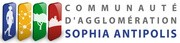 COMMUNAUTÉ
D'AGGLOMÉRATION
SOPHIA ANTIPOLIS